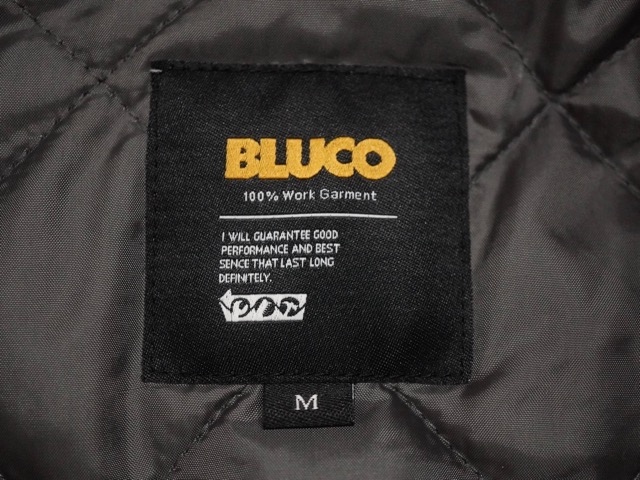 BLUCO
100% Work Garment
I WILL GUARANTEE GOOD
PERFORMANCE AND BEST
SENCE THAT LAST LONG
DEFINITELY.
M